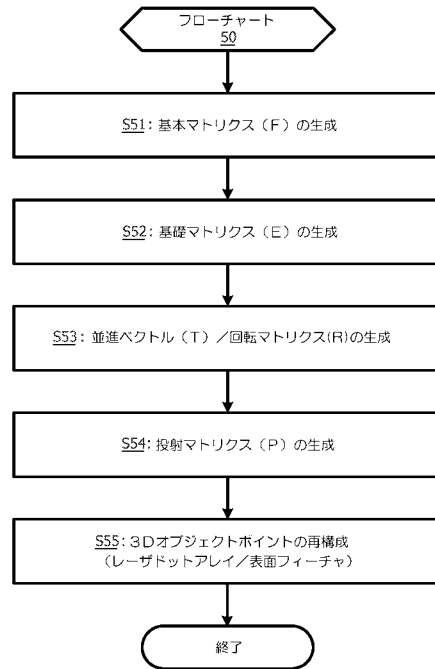 フローチャート
50
S51：基本マトリクス（F）の生成
S52：基礎マトリクス（E）の生成
S53：並進ベクトル（T）／回転マトリクス(R)の生成
S54：投射マトリクス（P）の生成
S55：３Dオブジェクトポイントの再構成
（レーザドットアレイ／表面フィーチャ）
終了